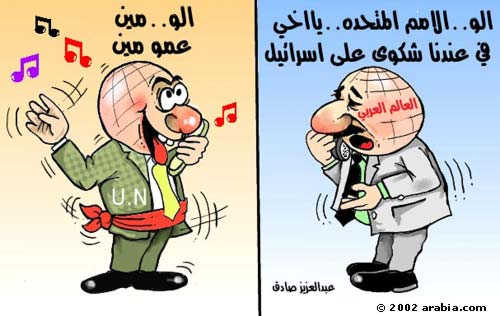 الو..الامم المتحده..يااخي
في عندنا شكوى على اسرائيل
العالم العربي
عبدالعزيز صادق
الو..مين
عمو مين
U.N
© 2002 arabia.com